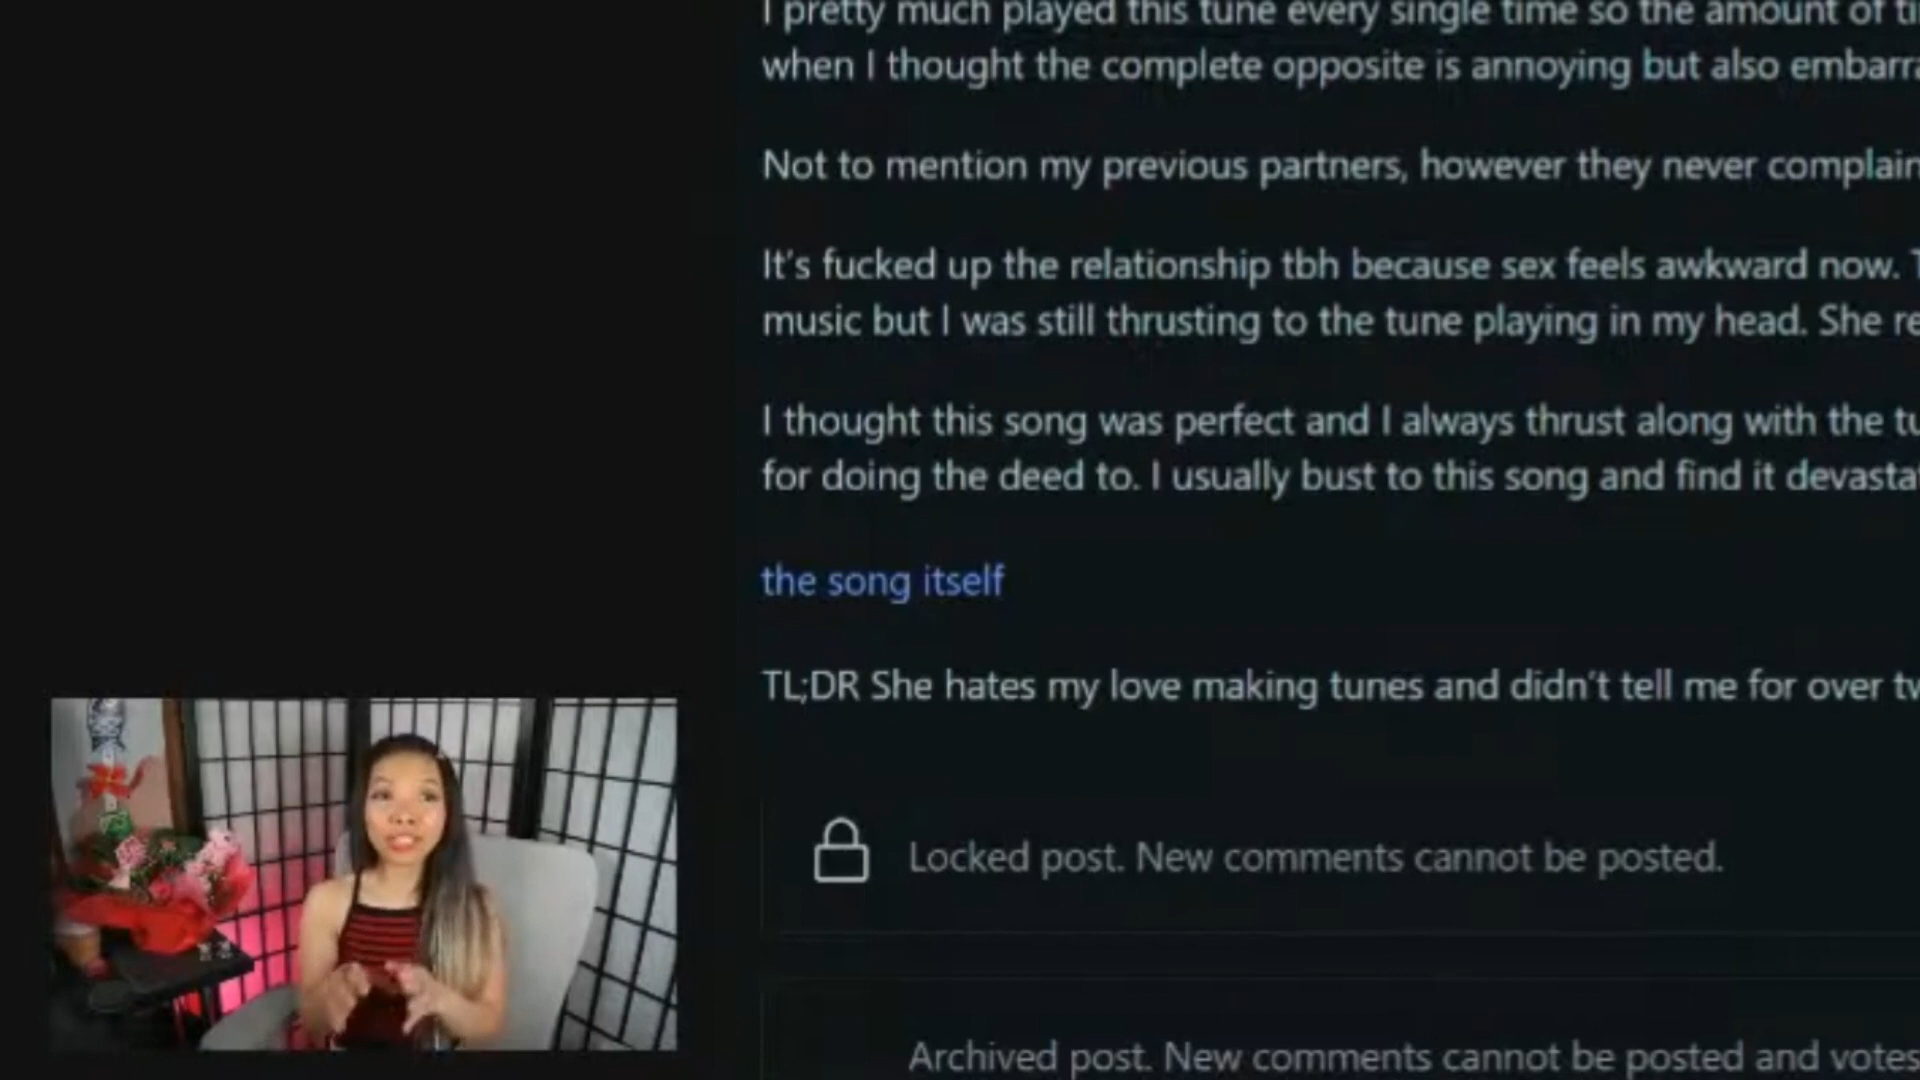 I pretty much played this tune every single time so the amount of
when I thought the complete opposite is annoying but also
Not to mention my previous partners, however they never
It's fucked up the relationship tbh because sex feels awkward now.
music but I was still thrusting to the tune playing in my head. She
I thought this song was perfect and I always thrust along with the
for doing the deed to. I usually bust to this song and find it
the song itself
TL;DR She hates my love making tunes and didn't tell me for over
Locked post. New comments cannot be posted.
Archived post. New comments cannot be posted and votes